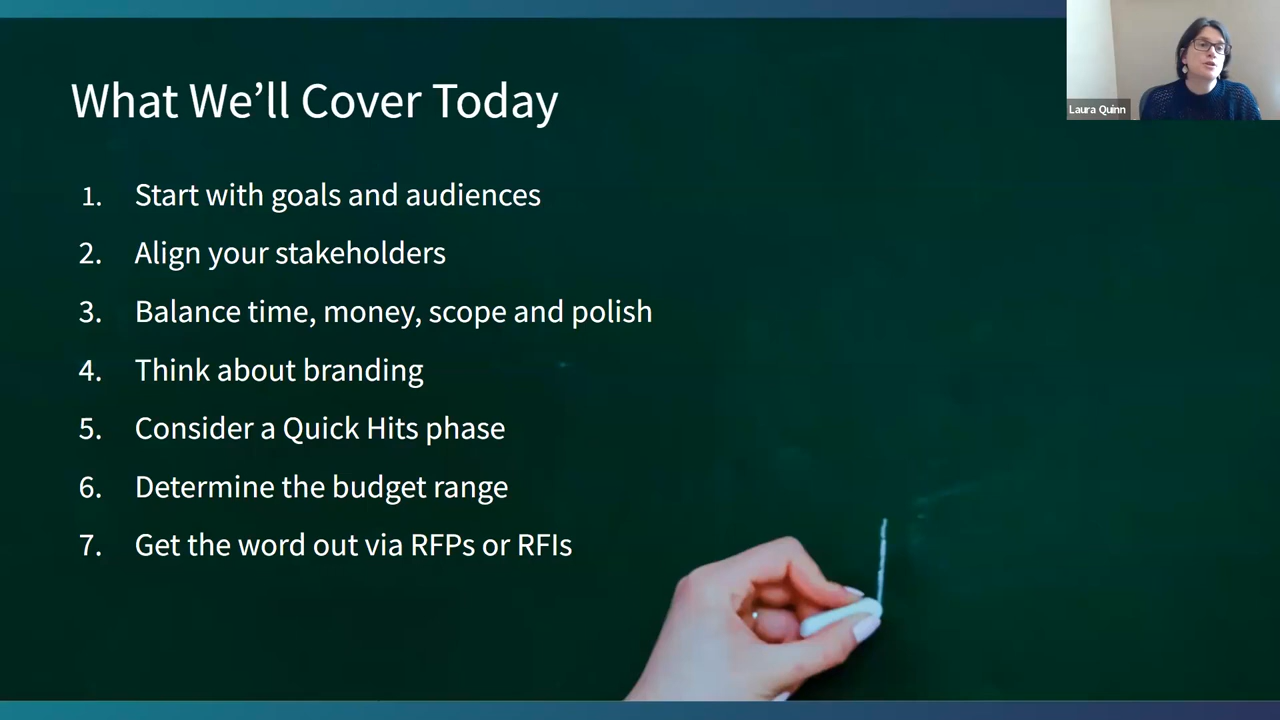 What We’ll Cover Today
Laura Quinn
1. Start with goals and audiences
2. Align your stakeholders
3. Balance time, money, scope and polish
4. Think about branding
5. Consider a Quick Hits phase
6. Determine the budget range
7. Get the word out via RFPs or RFIs